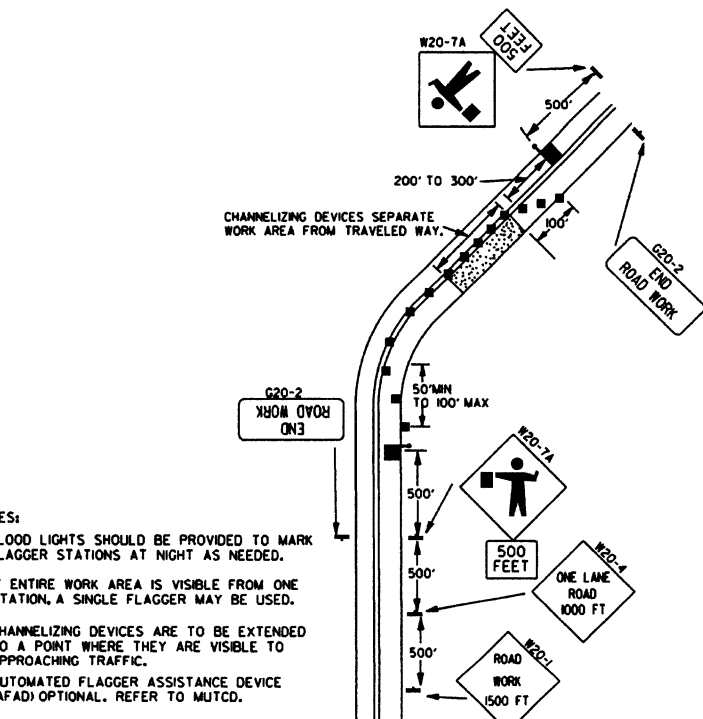 W20-7A
500
FEET
500'
200' TO 300'
CHANNELIZING DEVICES SEPARATE
WORK AREA FROM TRAVELED WAY.
100'
G20-2
END
ROAD WORK
G20-2
END
ROAD WORK
50'MIN
TO 100' MAX
W20-7A
500'
500
FEET
500'
W20-4
ONE LANE
ROAD
1000 FT
500'
W20-1
ROAD
WORK
1500 FT
ES:
LOOD LIGHTS SHOULD BE PROVIDED TO MARK
LAGGER STATIONS AT NIGHT AS NEEDED.
ENTIRE WORK AREA IS VISIBLE FROM ONE
TATION, A SINGLE FLAGGER MAY BE USED.
HANNELIZING DEVICES ARE TO BE EXTENDED
O A POINT WHERE THEY ARE VISIBLE TO
PPROACHING TRAFFIC.
UTOMATED FLAGGER ASSISTANCE DEVICE
AFAD) OPTIONAL. REFER TO MUTCD.